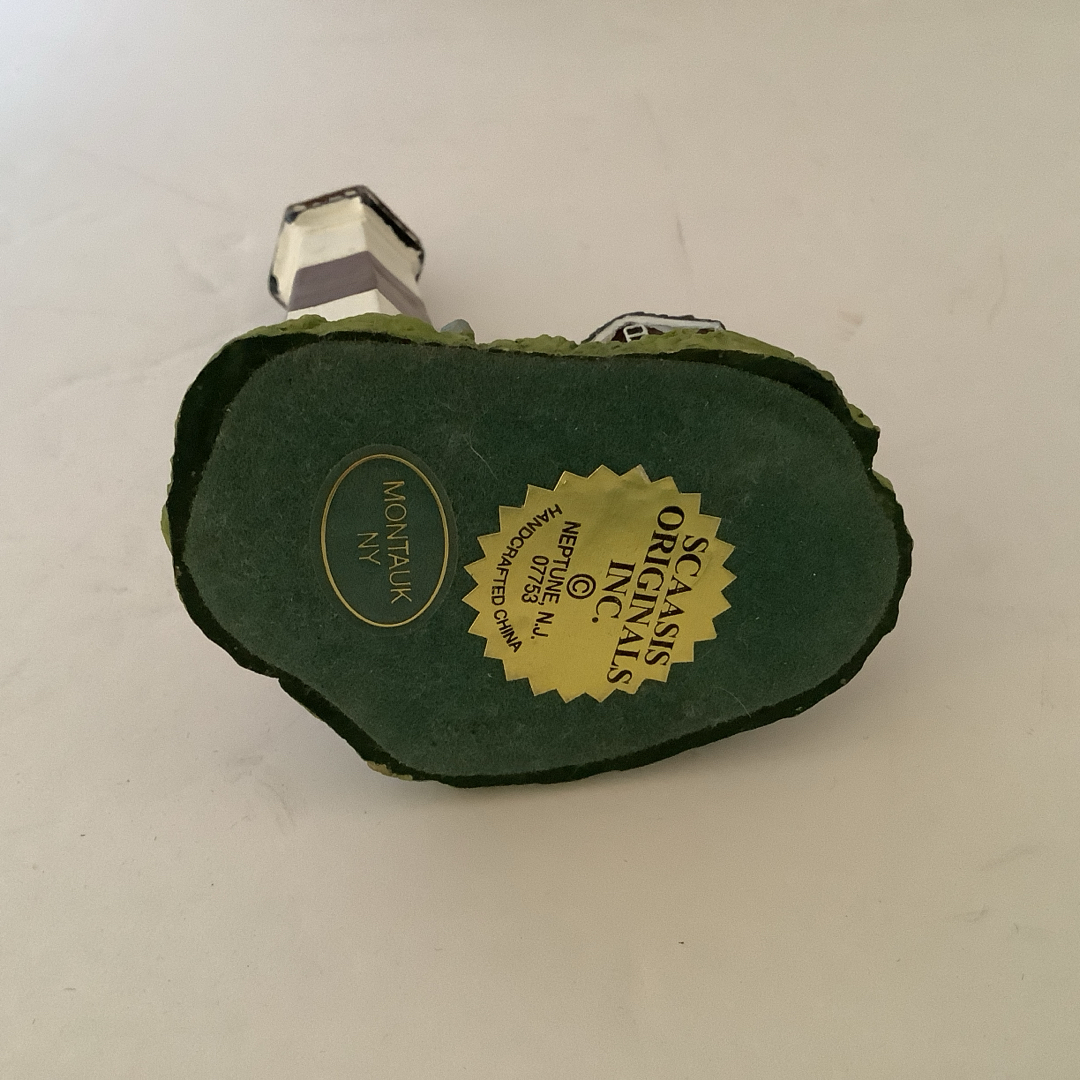 MONTAUK
NY
SCAASIS
ORIGINALS
INC.
©
NEPTUNE, N.J.
07753
HANDCRAFTED CHINA